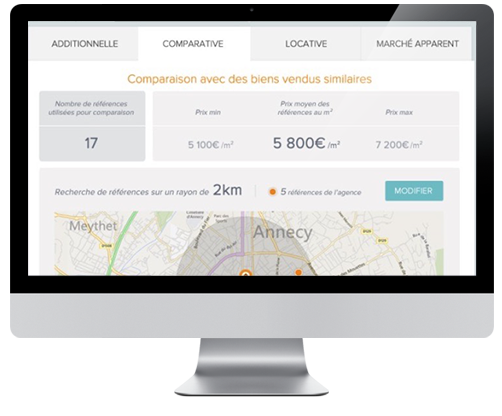 ADDITIONNELLE COMPARATIVE LOCATIVE MARCHÉ APPARENT
Comparaison avec des biens vendus similaires
Nombre de références
utilisées pour comparaison
17
Prix min
5 100€/m²
Prix moyen des
références au m²
5 800€/m²
Prix max
7 200€/m²
Recherche de références sur un rayon de 2km
5 références de l'agence
MODIFIER
Meythet
Annecy